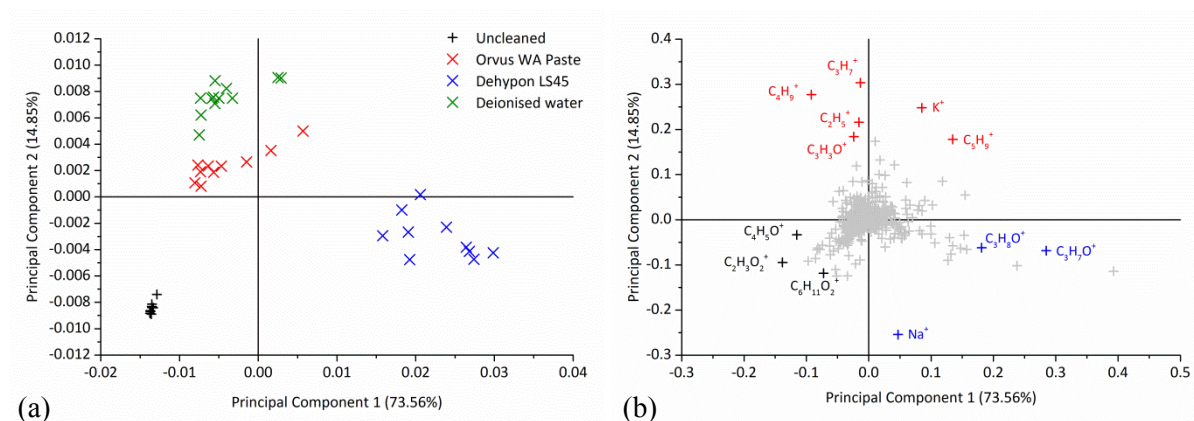 0.012
0.010
0.008
0.006
0.004
0.002
0.000
-0.002
-0.004
-0.006
-0.008
-0.010
-0.012
Principal Component 2 (14.85%)
-0.02
-0.01
0.00
0.01
0.02
0.03
0.04
Principal Component 1 (73.56%)
Uncleaned
Orvus WA Paste
Dehypon LS45
Deionised water
(a)
0.4
0.3
0.2
0.1
0.0
-0.1
-0.2
-0.3
Principal Component 2 (14.85%)
-0.3
-0.2
-0.1
0.0
0.1
0.2
0.3
0.4
0.5
Principal Component 1 (73.56%)
C₃H₇⁺
C₄H₉⁺
K⁺
C₂H₅⁺
C₃H₃O⁺
C₅H₉⁺
C₄H₅O⁺
C₂H₃O₂⁺
C₆H₁₁O₂⁺
C₃H₈O⁺
C₃H₇O⁺
Na⁺
(b)